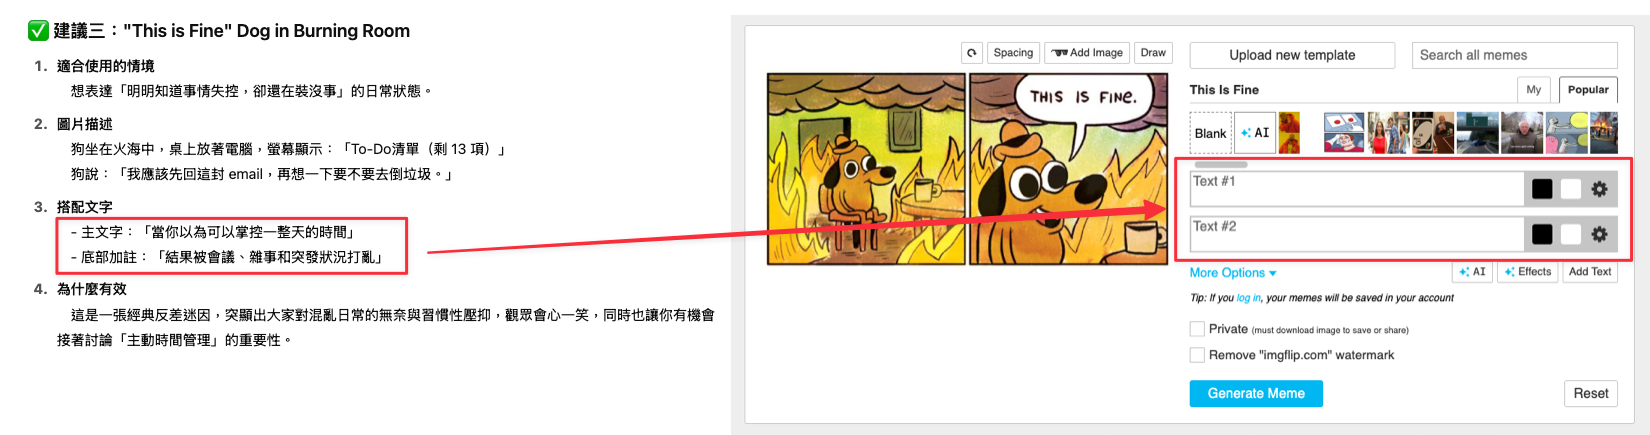 ✅ 建議三："This is Fine" Dog in Burning Room
1. 適合使用的情境
想表達「明明知道事情失控，卻還在裝沒事」的日常狀態。
2. 圖片描述
狗坐在火海中，桌上放著電腦，螢幕顯示：「To-Do清單（剩 13 項）」
狗說：「我應該先回這封 email，再想一下要不要去倒垃圾。」
3. 搭配文字
- 主文字：「當你以為可以掌控一整天的時間」
- 底部加註：「結果被會議、雜事和突發狀況打亂」
4. 為什麼有效
這是一張經典反差迷因，突顯出大家對混亂日常的無奈與習慣性壓抑，觀眾會心一笑，同時也讓你有機會
接著討論「主動時間管理」的重要性。
Spacing
Add Image
Draw
THIS IS FINE.
Upload new template
Search all memes
This Is Fine
My
Popular
Blank
AI
Text #1
Text #2
More Options
AI
Effects
Add Text
Tip: If you log in, your memes will be saved in your account
Private (must download image to save or share)
Remove "imgflip.com" watermark
Generate Meme
Reset